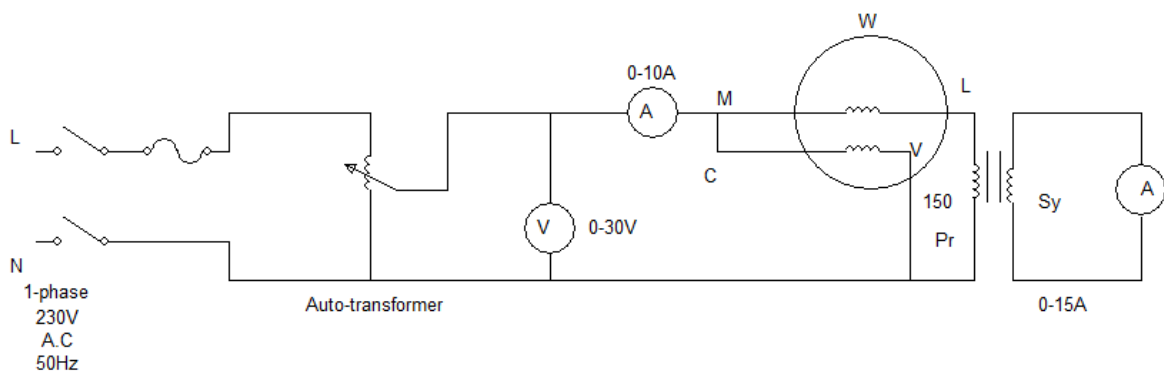 W
0-10A
L
M
A
L
V
C
A
150
Sy
V
0-30V
Pr
N
1-phase
230V
A.C
50Hz
Auto-transformer
0-15A